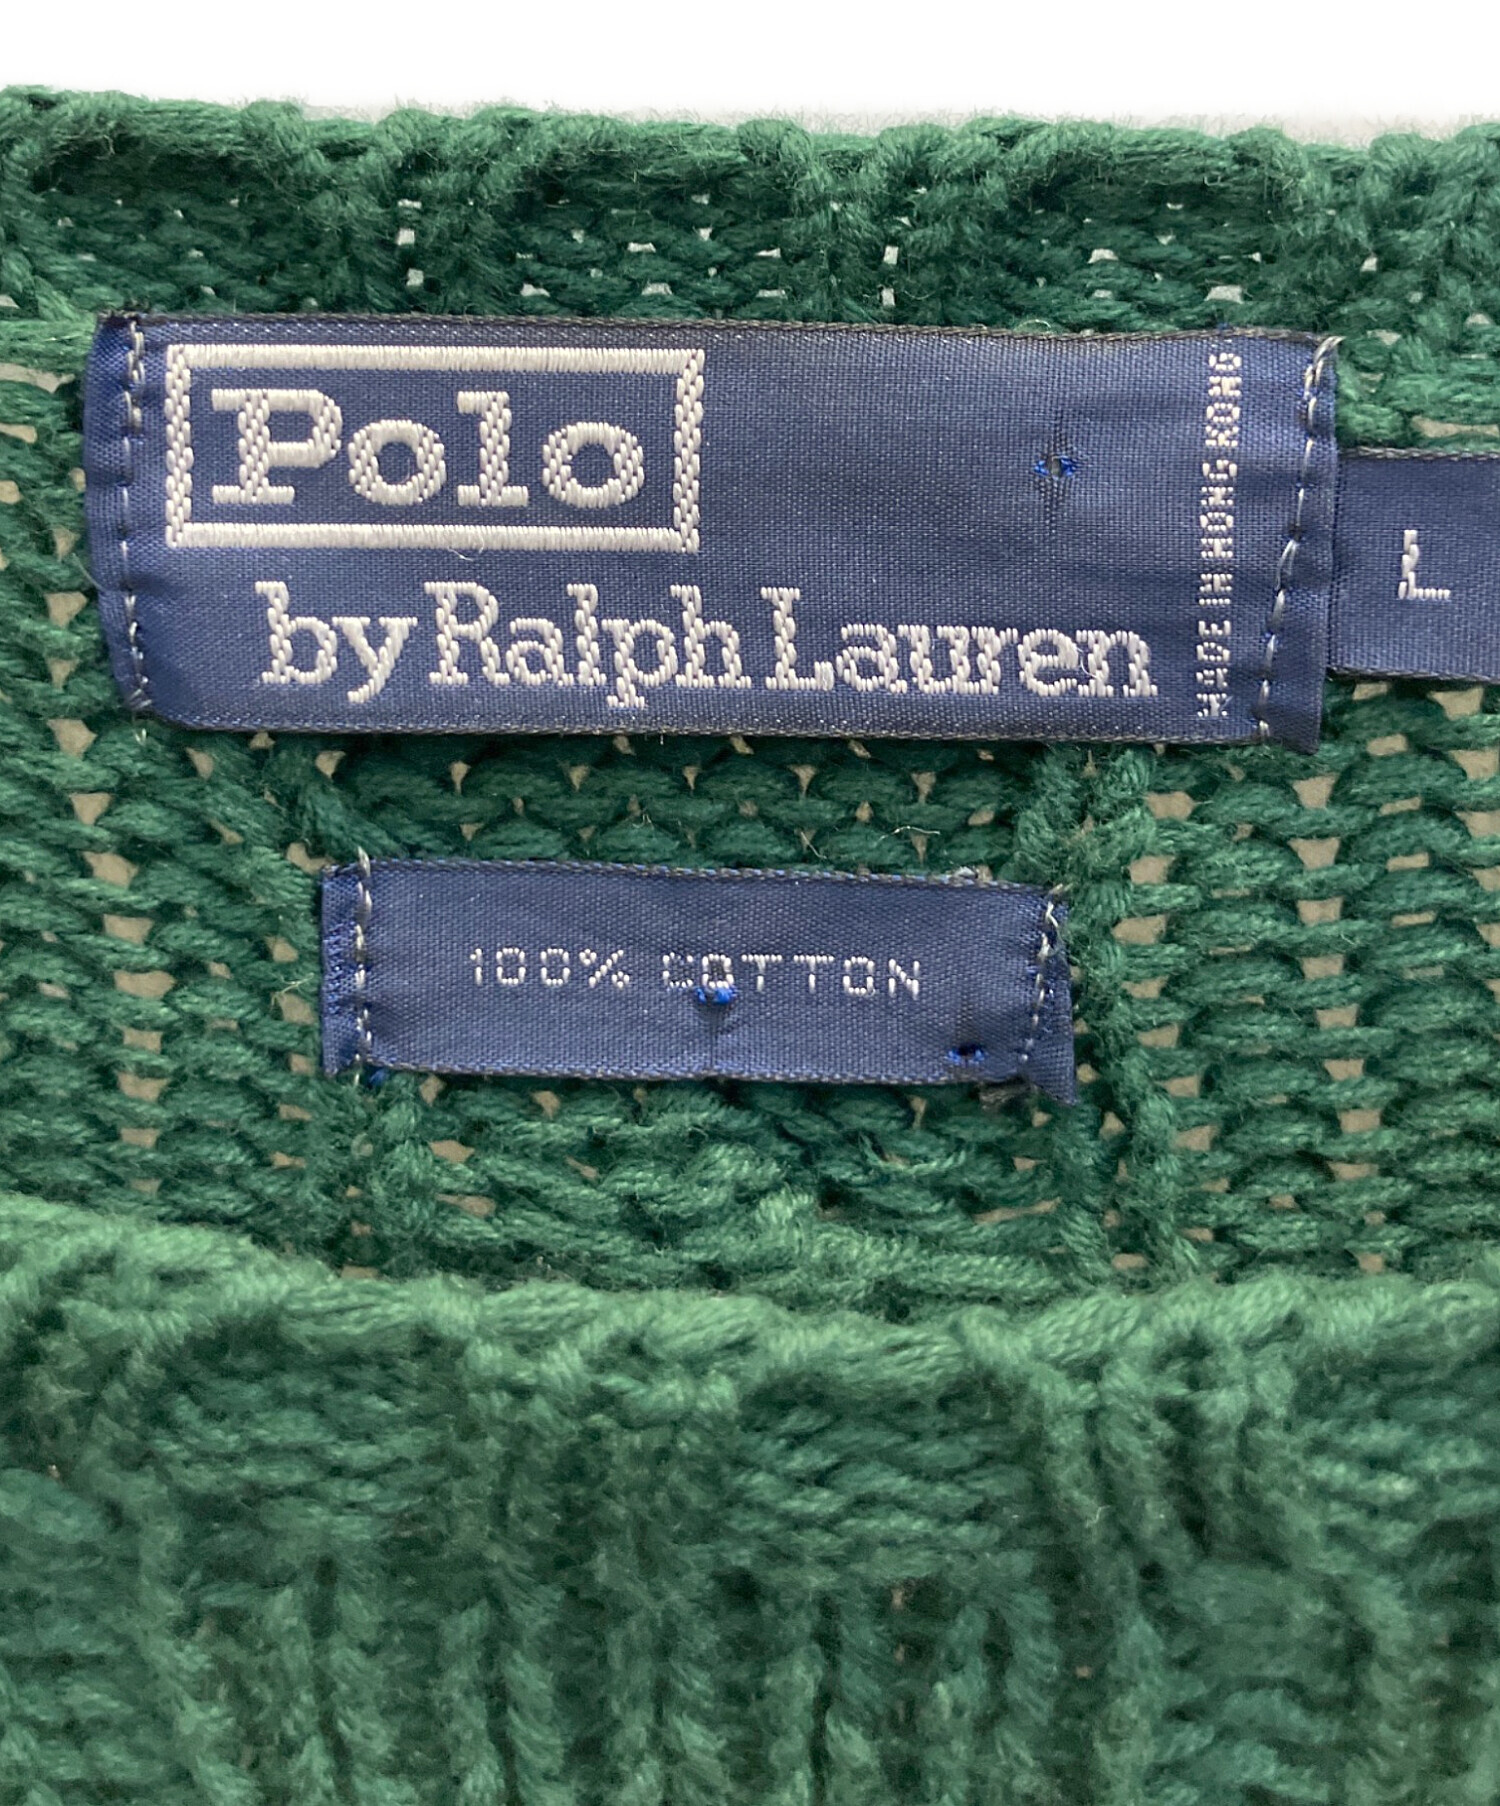 Polo
by Ralph Lauren
MADE IN HONG KONG
L
100% COTTON